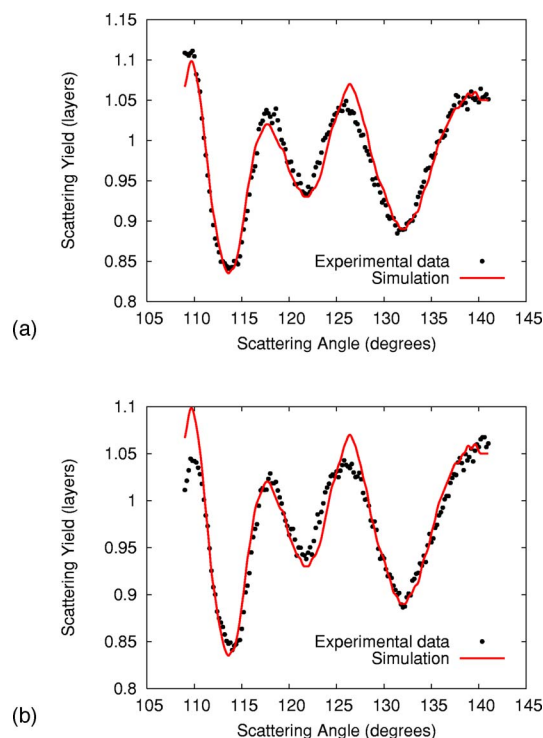 1.15
1.1
1.05
1
0.95
0.9
0.85
0.8
Scattering Yield (layers)
Experimental data
Simulation
105 110 115 120 125 130 135 140 145
Scattering Angle (degrees)
(a)
1.1
1.05
1
0.95
0.9
0.85
0.8
Scattering Yield (layers)
Experimental data
Simulation
105 110 115 120 125 130 135 140 145
Scattering Angle (degrees)
(b)